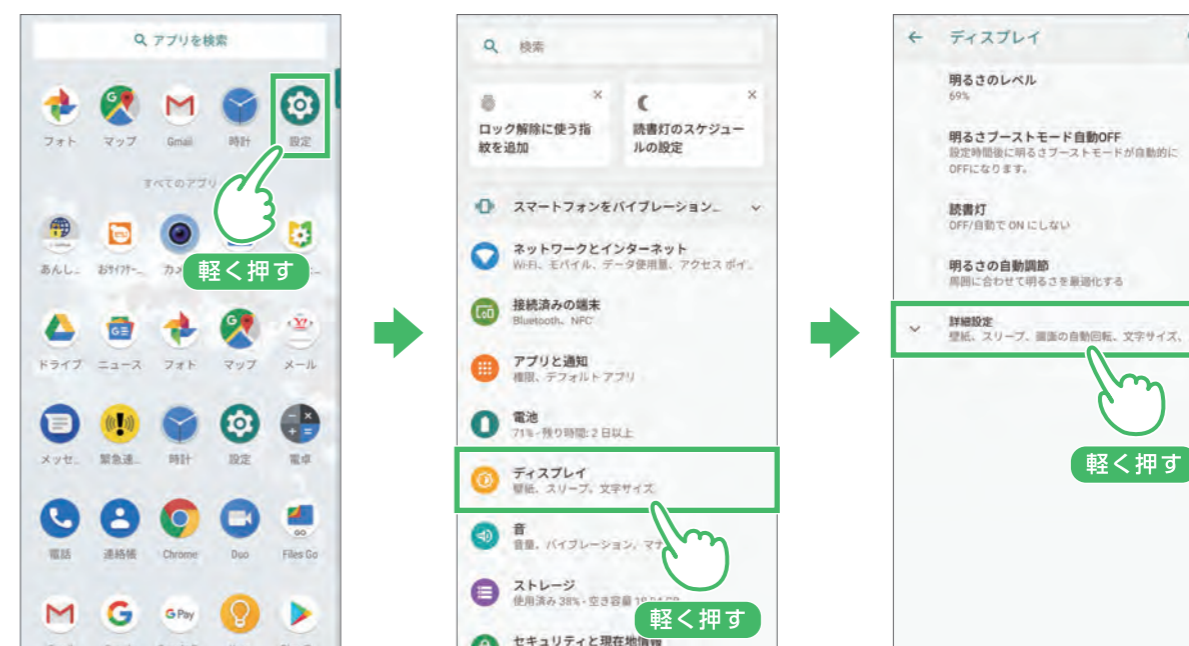 アプリを検索
フォト
マップ
Gmail
時計
設定
すべてのアプリ
軽く押す
あんし…
おサイフケー…
カメ
ドライブ
ニュース
フォト
マップ
メール
メッセ…
緊急速…
時計
設定
電卓
電話
連絡帳
Chrome
Duo
Files Go
G Pay
検索
ロック解除に使う指
紋を追加
読書灯のスケジュー
ルの設定
スマートフォンをバイブレーション…
ネットワークとインターネット
Wi-Fi、モバイル、データ使用量、アクセス ポイ…
接続済みの端末
Bluetooth、NFC
アプリと通知
権限、デフォルト アプリ
電池
71% - 残り時間: 2 日以上
ディスプレイ
壁紙、スリープ、文字サイズ
音
音量、バイブレーション、マナ
ストレージ
使用済み 38% - 空き容量
軽く押す
セキュリティと現在地情報
ディスプレイ
明るさのレベル
69%
明るさブーストモード自動OFF
設定時間後に明るさブーストモードが自動的に
OFFになります。
読書灯
OFF/自動で ON にしない
明るさの自動調節
周囲に合わせて明るさを最適化する
詳細設定
壁紙、スリープ、画面の自動回転、文字サイズ、
軽く押す